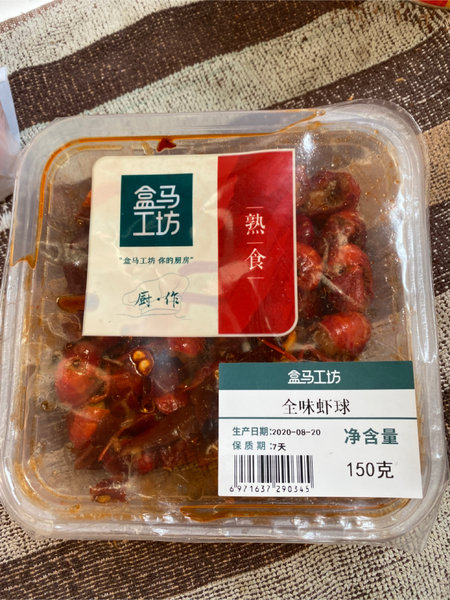 盒马
工坊
"盒马工坊 你的厨房"
厨·作
熟食
盒马工坊
全味虾球
生产日期:2020-08-20
保质期:7天
净含量
150克
6971637290345